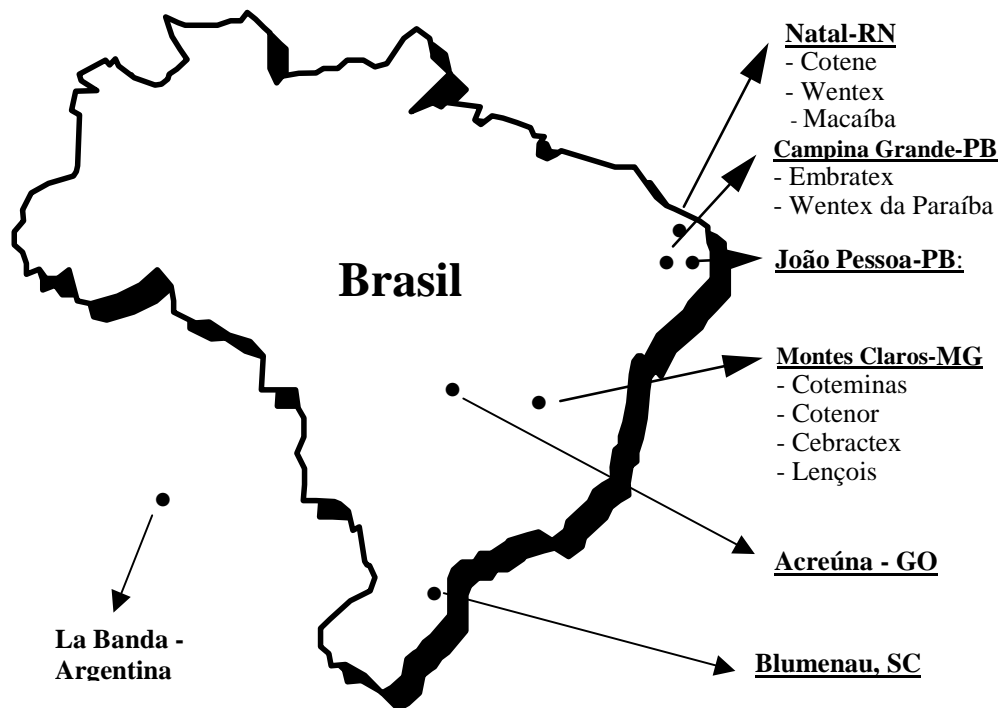 Natal-RN
- Cotene
- Wentex
- Macaíba
Campina Grande-PB
- Embratex
- Wentex da Paraíba
João Pessoa-PB:
Brasil
Montes Claros-MG
- Coteminas
- Cotenor
- Cebractex
- Lençois
Acreúna - GO
La Banda -
Argentina
Blumenau, SC